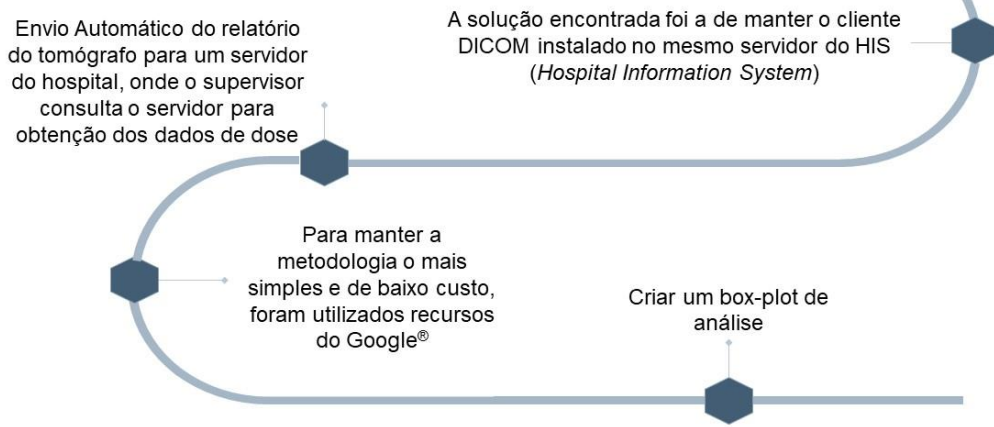 A solução encontrada foi a de manter o cliente
DICOM instalado no mesmo servidor do HIS
(Hospital Information System)
Envio Automático do relatório
do tomógrafo para um servidor
do hospital, onde o supervisor
consulta o servidor para
obtenção dos dados de dose
Para manter a
metodologia o mais
simples e de baixo custo,
foram utilizados recursos
do Google®
Criar um box-plot de
análise